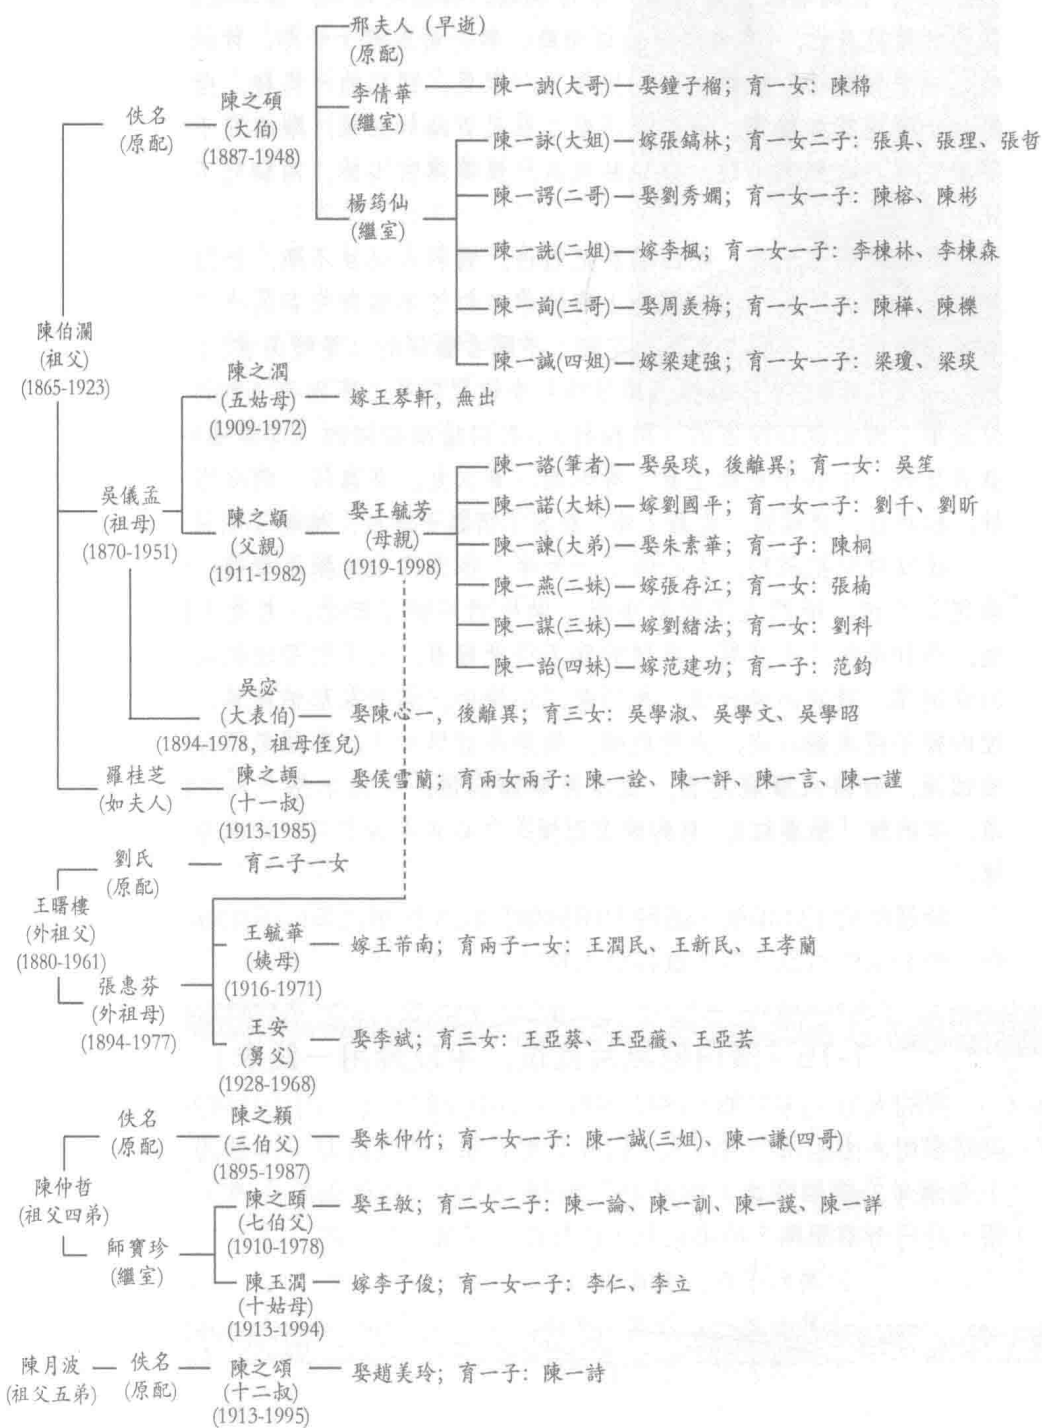 邢夫人（早逝）
(原配)
李倩華
(繼室)
陳一訥(大哥)—娶鐘子榴；育一女：陳棉
佚名
(原配)
陳之碩
(大伯)
(1887-1948)
陳一詠(大姐)—嫁張鎬林；育一女二子：張真、張理、張哲
楊筠仙
(繼室)
陳一諤(二哥)—娶劉秀嫻；育一女一子：陳榕、陳彬
陳一詵(二姐)—嫁李楓；育一女一子：李棟林、李棟森
陳一詢(三哥)—娶周羨梅；育一女一子：陳樺、陳櫟
陳一誠(四姐)—嫁梁建強；育一女一子：梁瓊、梁琰
陳伯瀾
(祖父)
(1865-1923)
陳之潤
(五姑母)
(1909-1972)
嫁王琴軒，無出
吳儀孟
(祖母)
(1870-1951)
陳之顓
(父親)
(1911-1982)
娶王毓芳
(母親)
(1919-1998)
陳一諮(筆者)—娶吳琰，後離異；育一女：吳笙
陳一諾(大妹)—嫁劉國平；育一女一子：劉千、劉昕
陳一諫(大弟)—娶朱素華；育一子：陳桐
陳一燕(二妹)—嫁張存江；育一女：張楠
陳一謀(三妹)—嫁劉緒法；育一女：劉科
陳一詒(四妹)—嫁范建功；育一子：范鈞
吳宓
(大表伯)
(1894-1978，祖母侄兒)
娶陳心一，後離異；育三女：吳學淑、吳學文、吳學昭
羅桂芝
(如夫人)
陳之頡
(十一叔)
(1913-1985)
娶侯雪蘭；育兩女兩子：陳一詮、陳一評、陳一言、陳一謹
劉氏
(原配)
育二子一女
王曙樓
(外祖父)
(1880-1961)
張惠芬
(外祖母)
(1894-1977)
王毓華
(姨母)
(1916-1971)
嫁王芾南；育兩子一女：王潤民、王新民、王孝蘭
王安
(舅父)
(1928-1968)
娶李斌；育三女：王亞葵、王亞薇、王亞芸
佚名
(原配)
陳之穎
(三伯父)
(1895-1987)
娶朱仲竹；育一女一子：陳一誠(三姐)、陳一謙(四哥)
陳仲哲
(祖父四弟)
師寶珍
(繼室)
陳之頤
(七伯父)
(1910-1978)
娶王敏；育二女二子：陳一論、陳一訓、陳一謨、陳一詳
陳玉潤
(十姑母)
(1913-1994)
嫁李子俊；育一女一子：李仁、李立
陳月波
(祖父五弟)
佚名
(原配)
陳之頌
(十二叔)
(1913-1995)
娶趙美玲；育一子：陳一詩